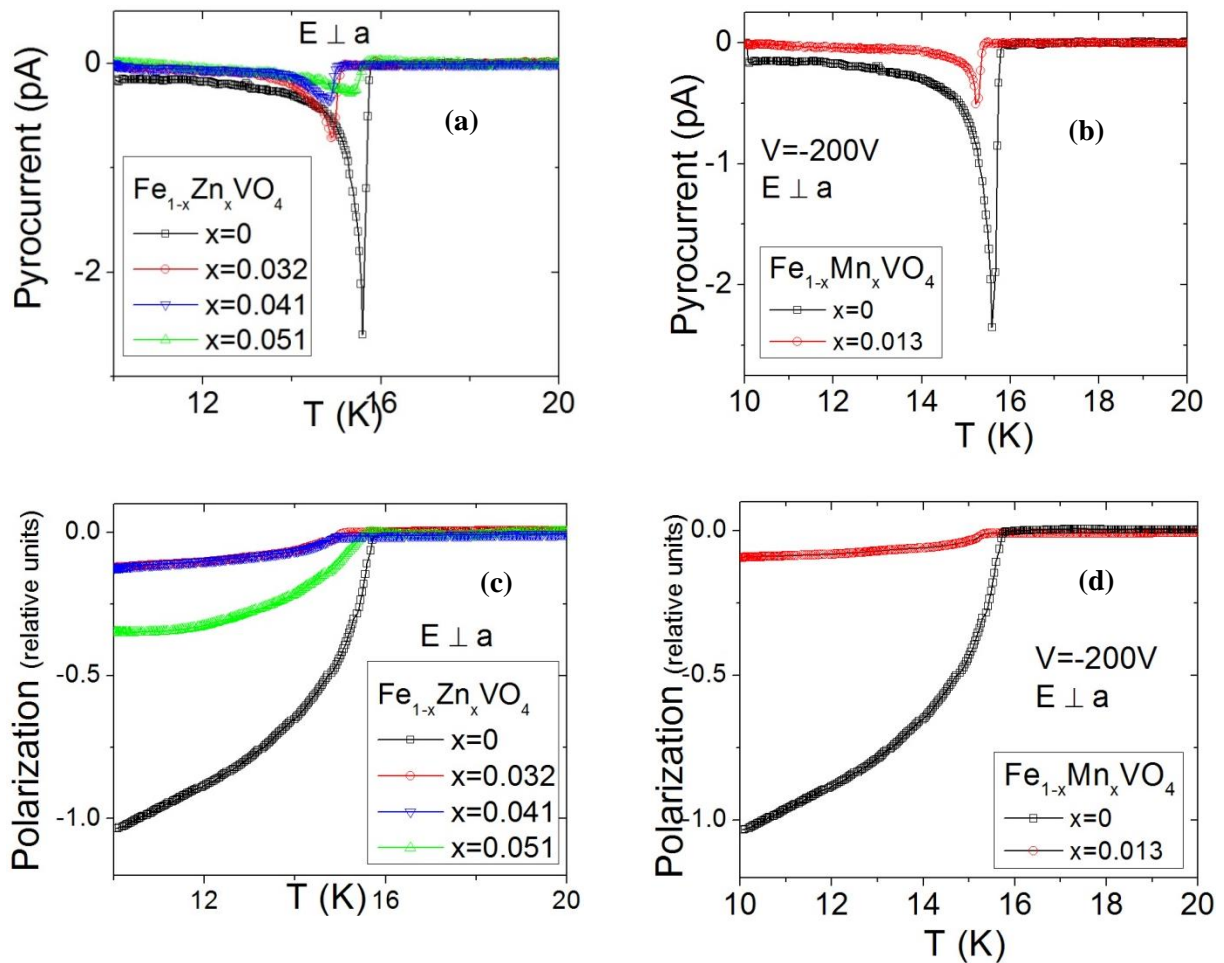 E ⊥ a
Pyrocurrent (pA)
0
-2
(a)
Fe1-xZnxVO4
x=0
x=0.032
x=0.041
x=0.051
12
16
20
T (K)
Pyrocurrent (pA)
0
-1
-2
(b)
V=-200V
E ⊥ a
Fe1-xMnxVO4
x=0
x=0.013
10
12
14
16
18
20
T (K)
Polarization (relative units)
0.0
-0.5
-1.0
(c)
E ⊥ a
Fe1-xZnxVO4
x=0
x=0.032
x=0.041
x=0.051
12
16
20
T (K)
Polarization (relative units)
0.0
-0.5
-1.0
(d)
V=-200V
E ⊥ a
Fe1-xMnxVO4
x=0
x=0.013
10
12
14
16
18
20
T (K)